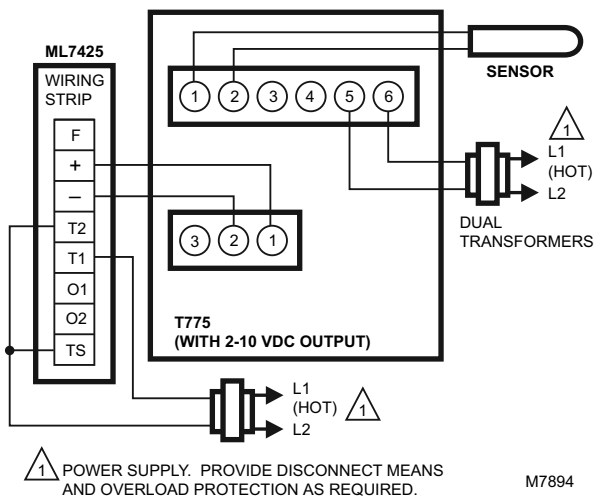 ML7425
WIRING
STRIP
F
+
–
T2
T1
O1
O2
TS
1 2 3 4 5 6
SENSOR
1
L1
(HOT)
L2
DUAL
TRANSFORMERS
3 2 1
T775
(WITH 2-10 VDC OUTPUT)
L1
(HOT)
L2
1
1 POWER SUPPLY. PROVIDE DISCONNECT MEANS
AND OVERLOAD PROTECTION AS REQUIRED.
M7894